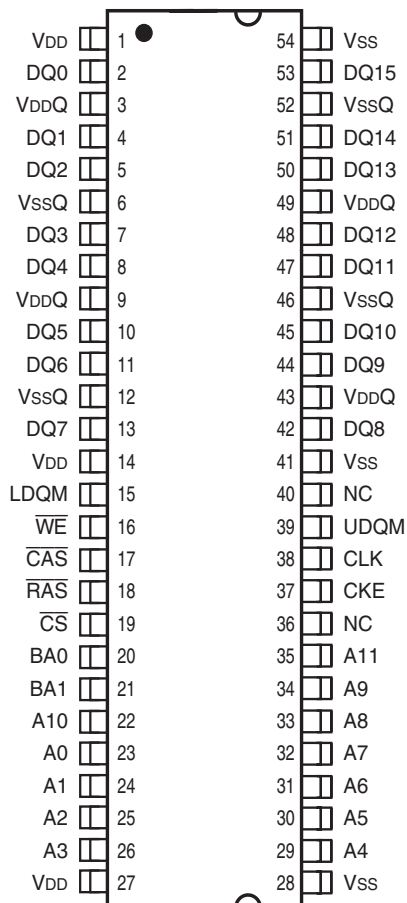 VDD 1 54 VSS
DQ0 2 53 DQ15
VDDQ 3 52 VSSQ
DQ1 4 51 DQ14
DQ2 5 50 DQ13
VSSQ 6 49 VDDQ
DQ3 7 48 DQ12
DQ4 8 47 DQ11
VDDQ 9 46 VSSQ
DQ5 10 45 DQ10
DQ6 11 44 DQ9
VSSQ 12 43 VDDQ
DQ7 13 42 DQ8
VDD 14 41 VSS
LDQM 15 40 NC
W̅E̅ 16 39 UDQM
C̅A̅S̅ 17 38 CLK
R̅A̅S̅ 18 37 CKE
C̅S̅ 19 36 NC
BA0 20 35 A11
BA1 21 34 A9
A10 22 33 A8
A0 23 32 A7
A1 24 31 A6
A2 25 30 A5
A3 26 29 A4
VDD 27 28 VSS